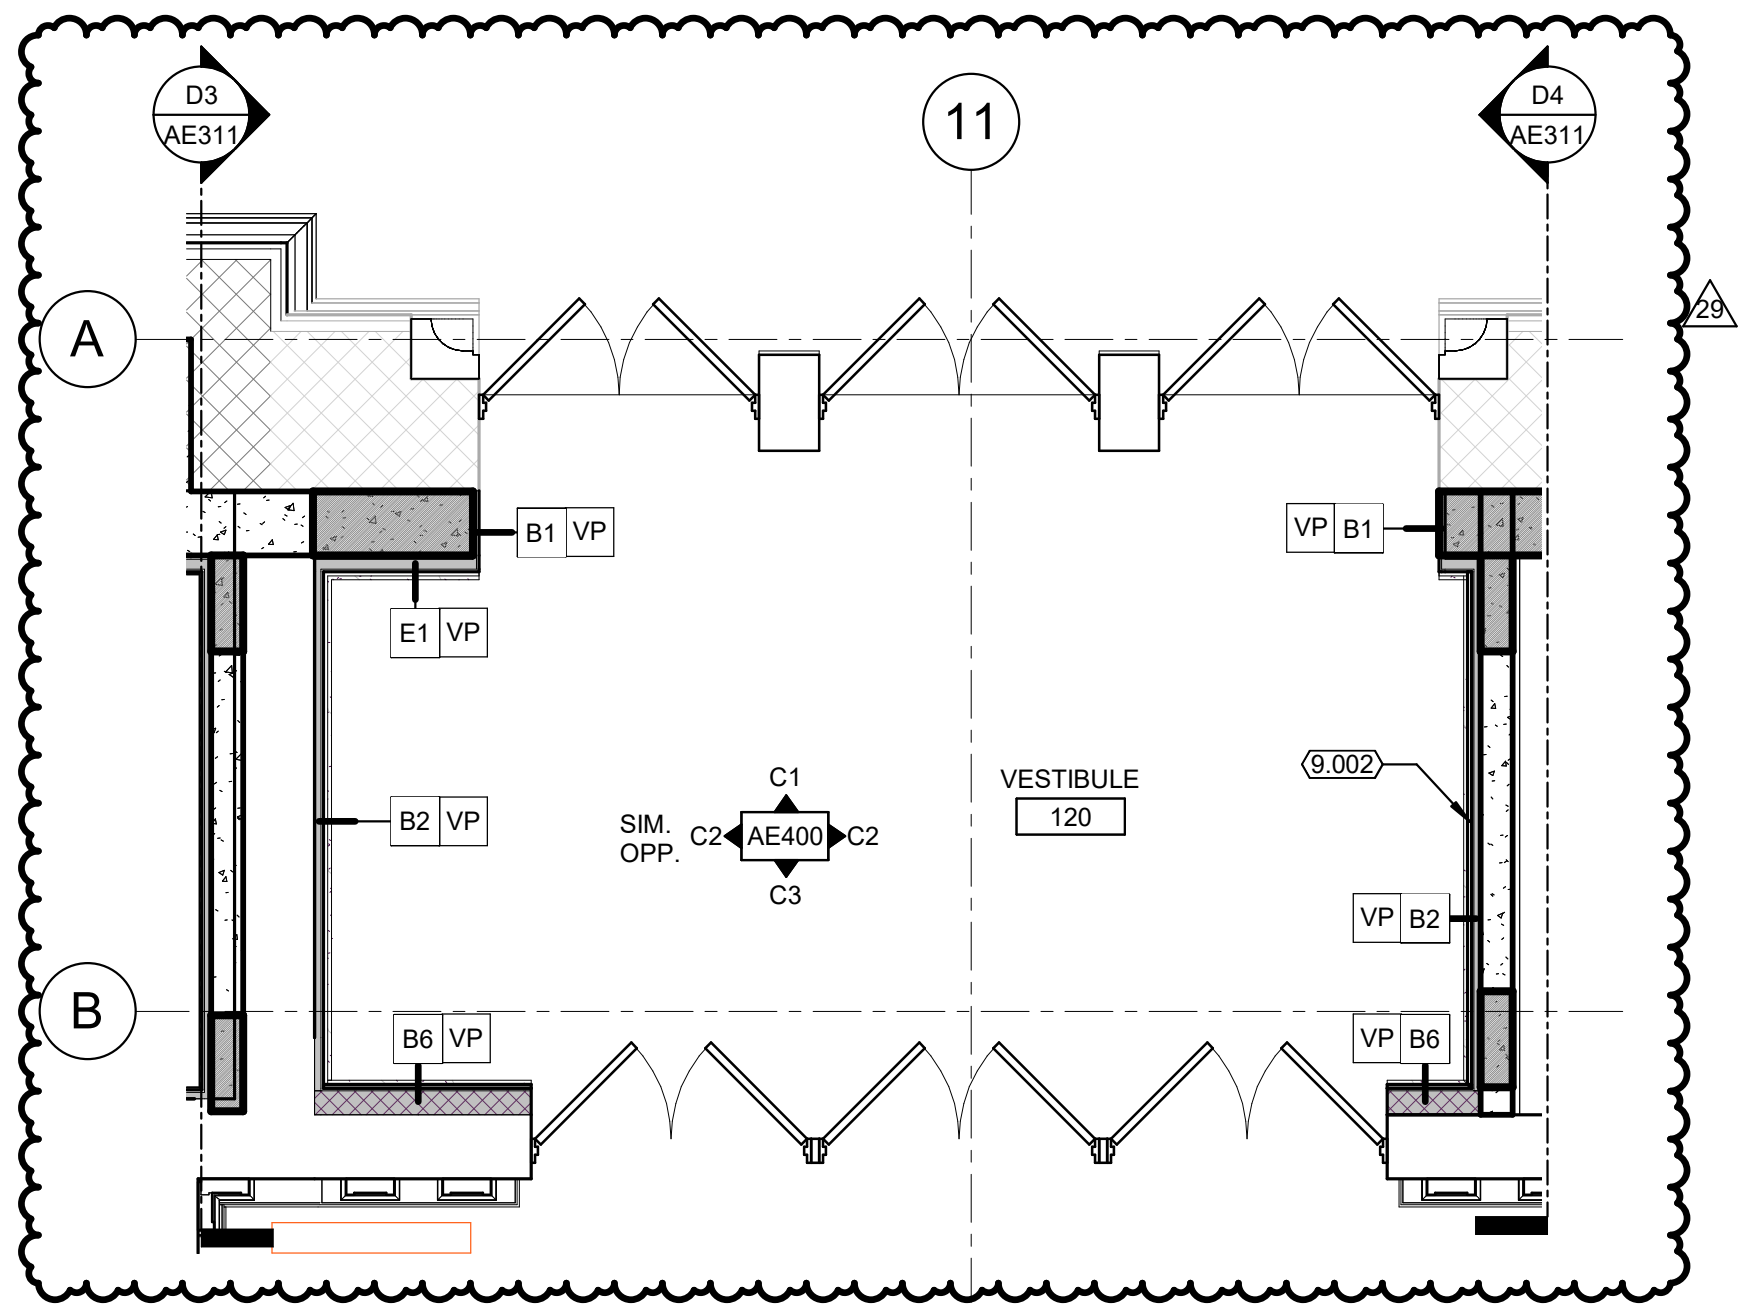 D3
AE311
11
D4
AE311
29
A
B1 VP
VP B1
E1 VP
9.002
C1
VESTIBULE
SIM.
OPP.
C2 AE400 C2
120
B2 VP
C3
VP B2
B
B6 VP
VP B6